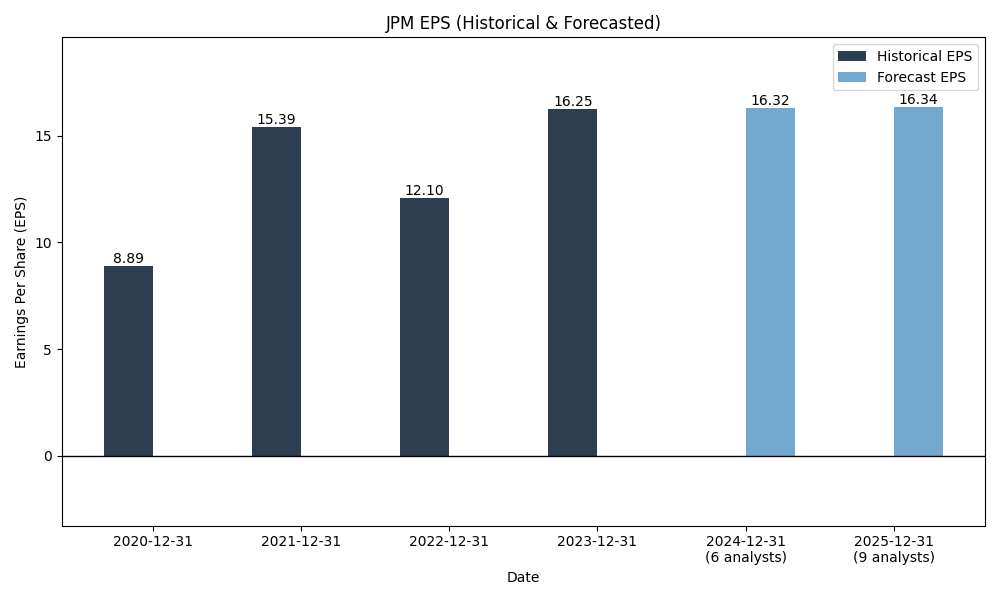 JPM EPS (Historical & Forecasted)
Historical EPS
Forecast EPS
Earnings Per Share (EPS)
15
10
5
0
8.89
15.39
12.10
16.25
16.32
16.34
2020-12-31
2021-12-31
2022-12-31
2023-12-31
2024-12-31
(6 analysts)
2025-12-31
(9 analysts)
Date